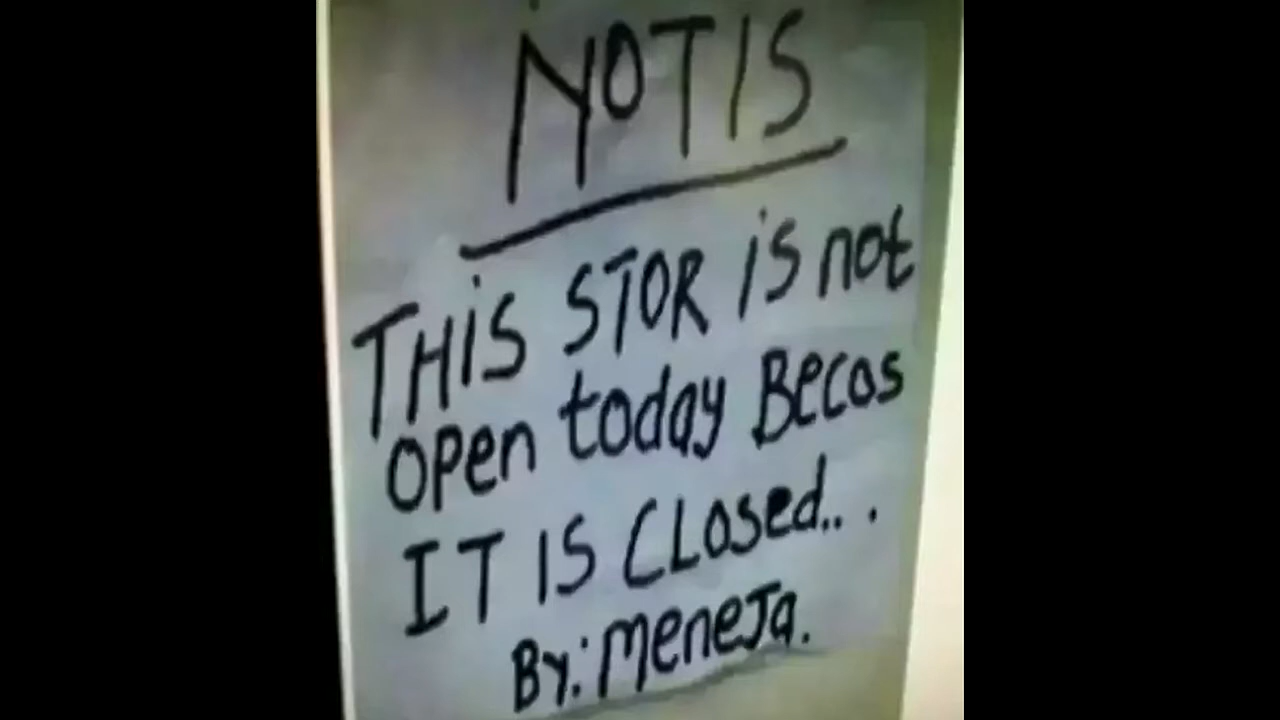 NOTIS
THiS STOR iS not
open today Becos
IT IS CLosed...
By: meneJa.